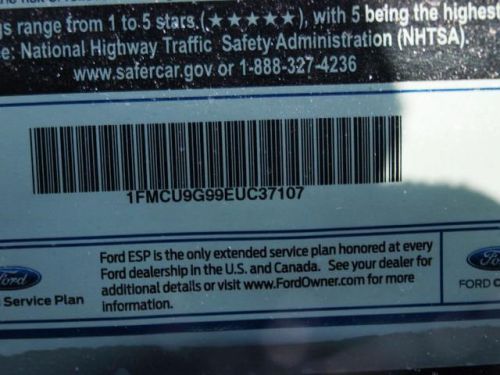 gs range from 1 to 5 stars (★★★★★), with 5 being the highest
e: National Highway Traffic Safety Administration (NHTSA).
www.safercar.gov or 1-888-327-4236
1FMCU9G99EUC37107
Ford ESP is the only extended service plan honored at every
Ford dealership in the U.S. and Canada. See your dealer for
additional details or visit www.FordOwner.com for more
information.
Ford
Service Plan
Ford
FORD